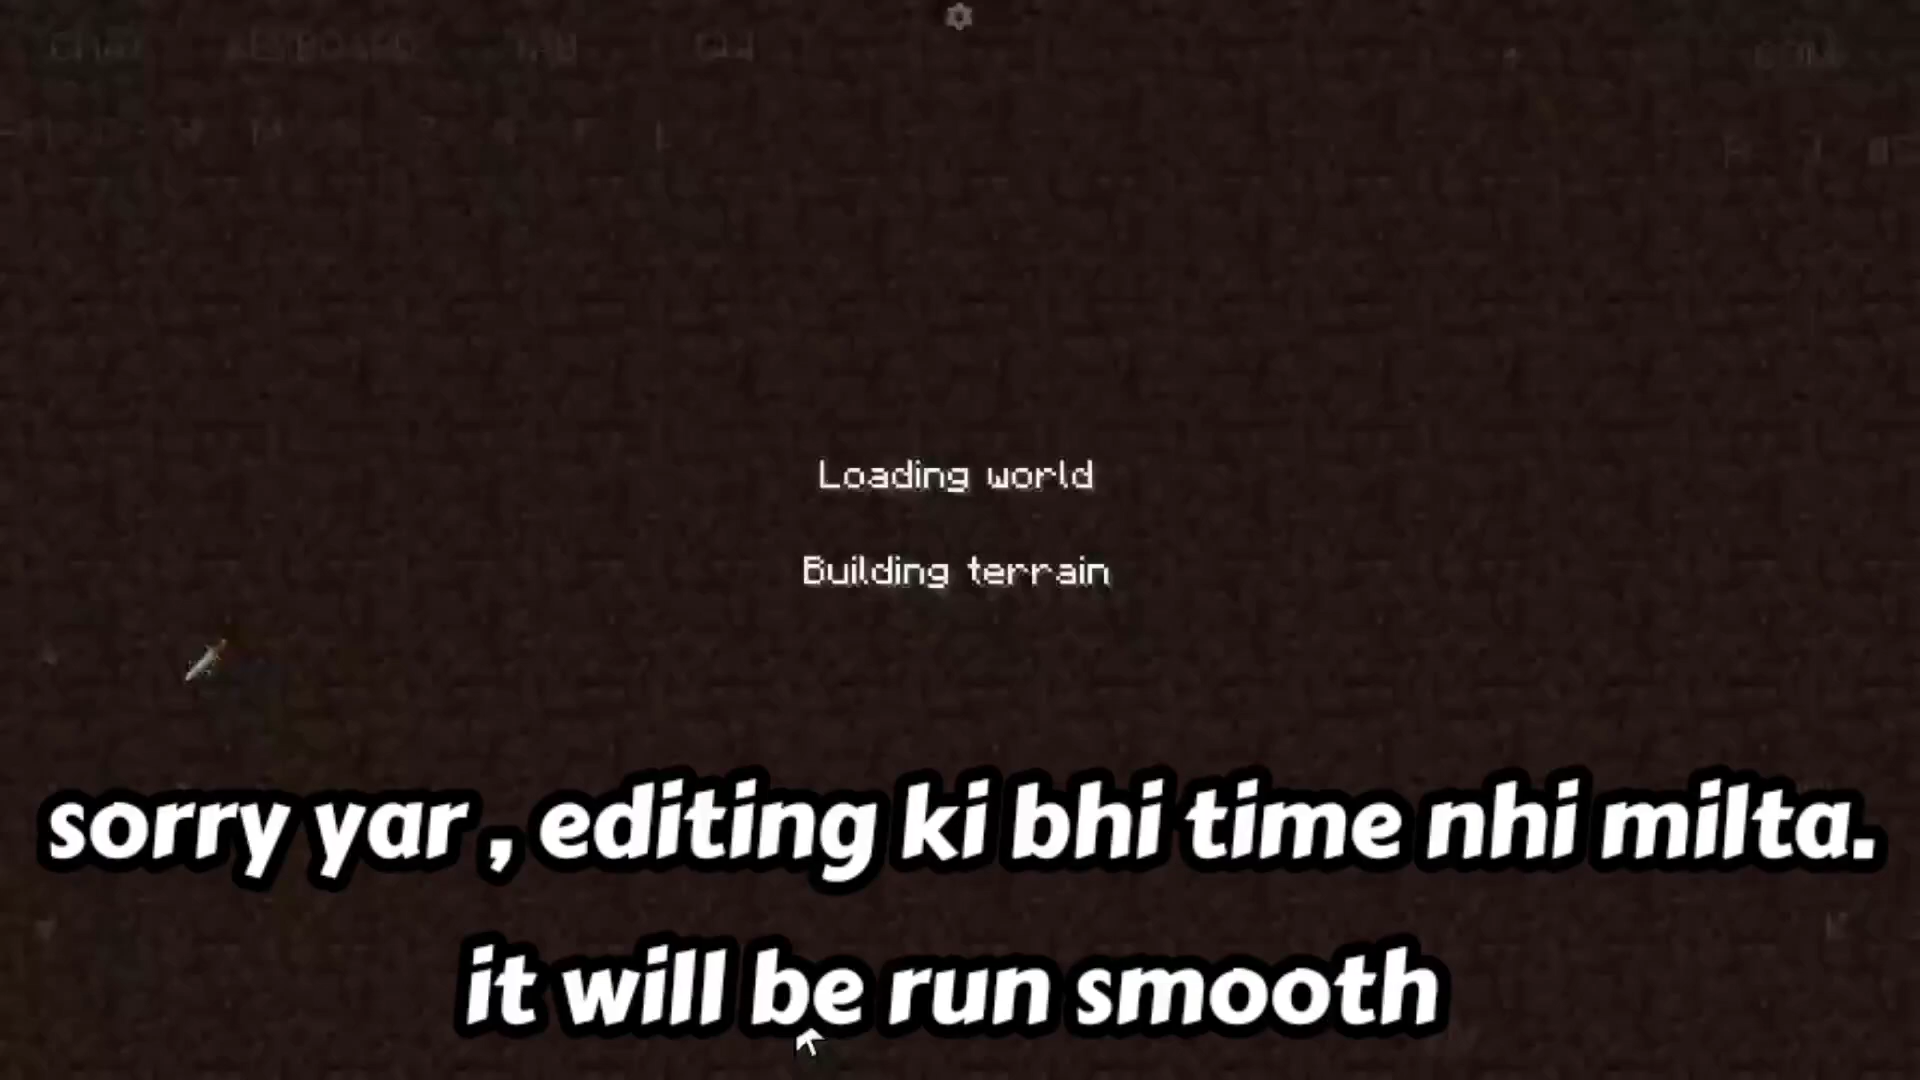 Loading world
Building terrain
sorry yar , editing ki bhi time nhi milta.
it will be run smooth